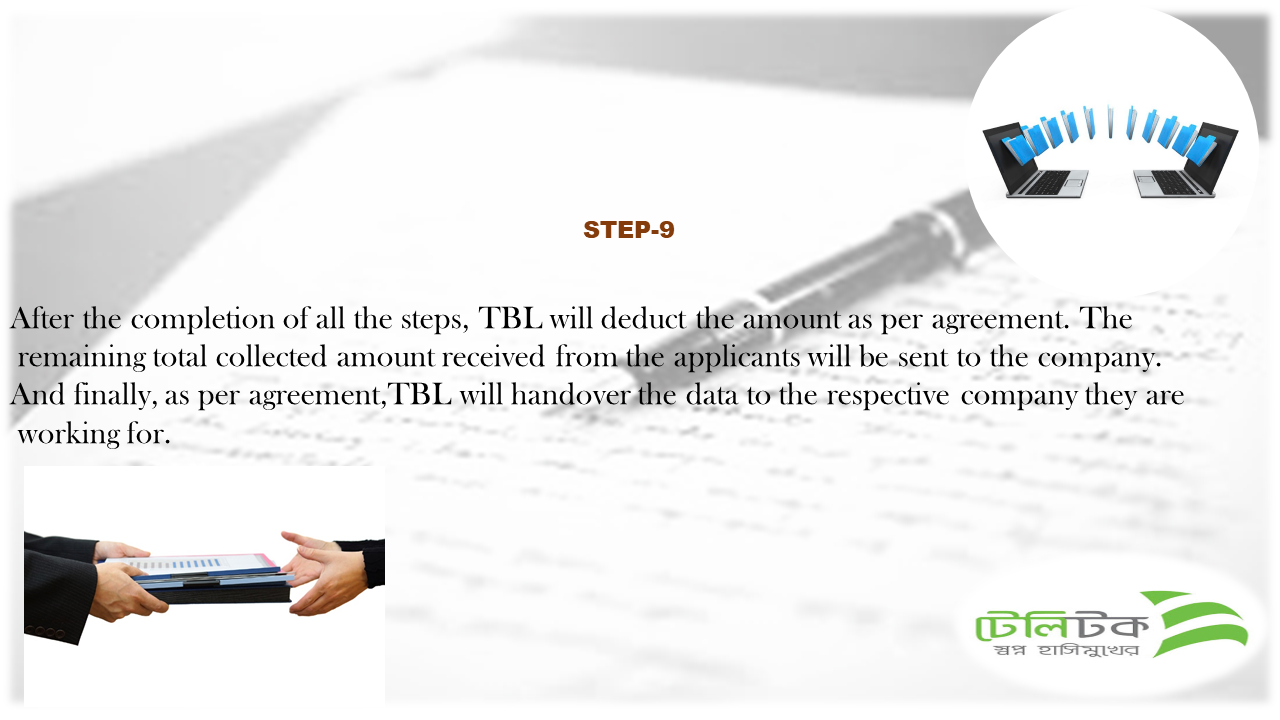 STEP-9
After the completion of all the steps, TBL will deduct the amount as per agreement. The
remaining total collected amount received from the applicants will be sent to the company.
And finally, as per agreement,TBL will handover the data to the respective company they are
working for.
টেলিটক
স্বপ্ন হাসিমুখের